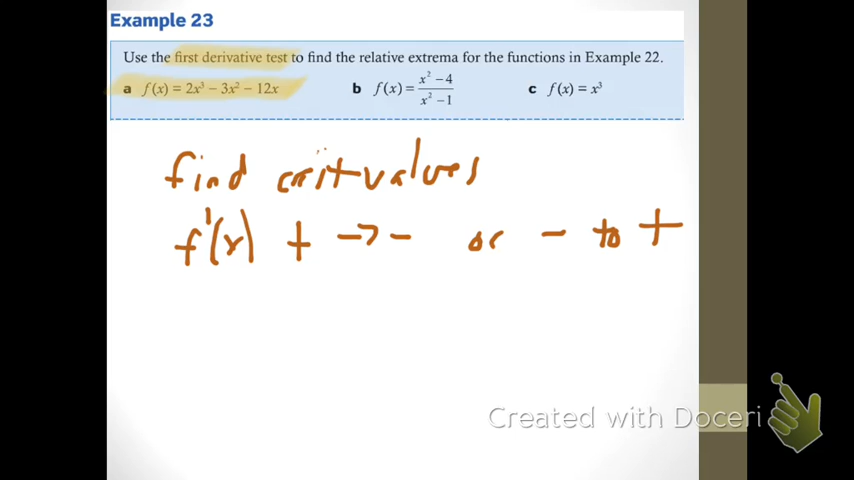 Example 23
Use the first derivative test to find the relative extrema for the functions in Example 22.
a f(x) = 2x³ − 3x² − 12x b f(x) = (x² − 4)/(x² − 1) c f(x) = x³
find crit values
f'(x) + → - or - to +
Created with Doceri